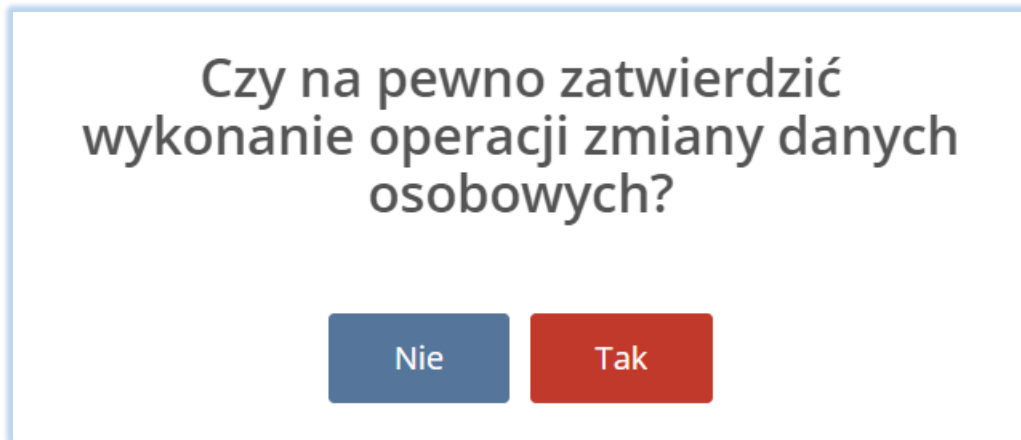 Czy na pewno zatwierdzić
wykonanie operacji zmiany danych
osobowych?
Nie
Tak